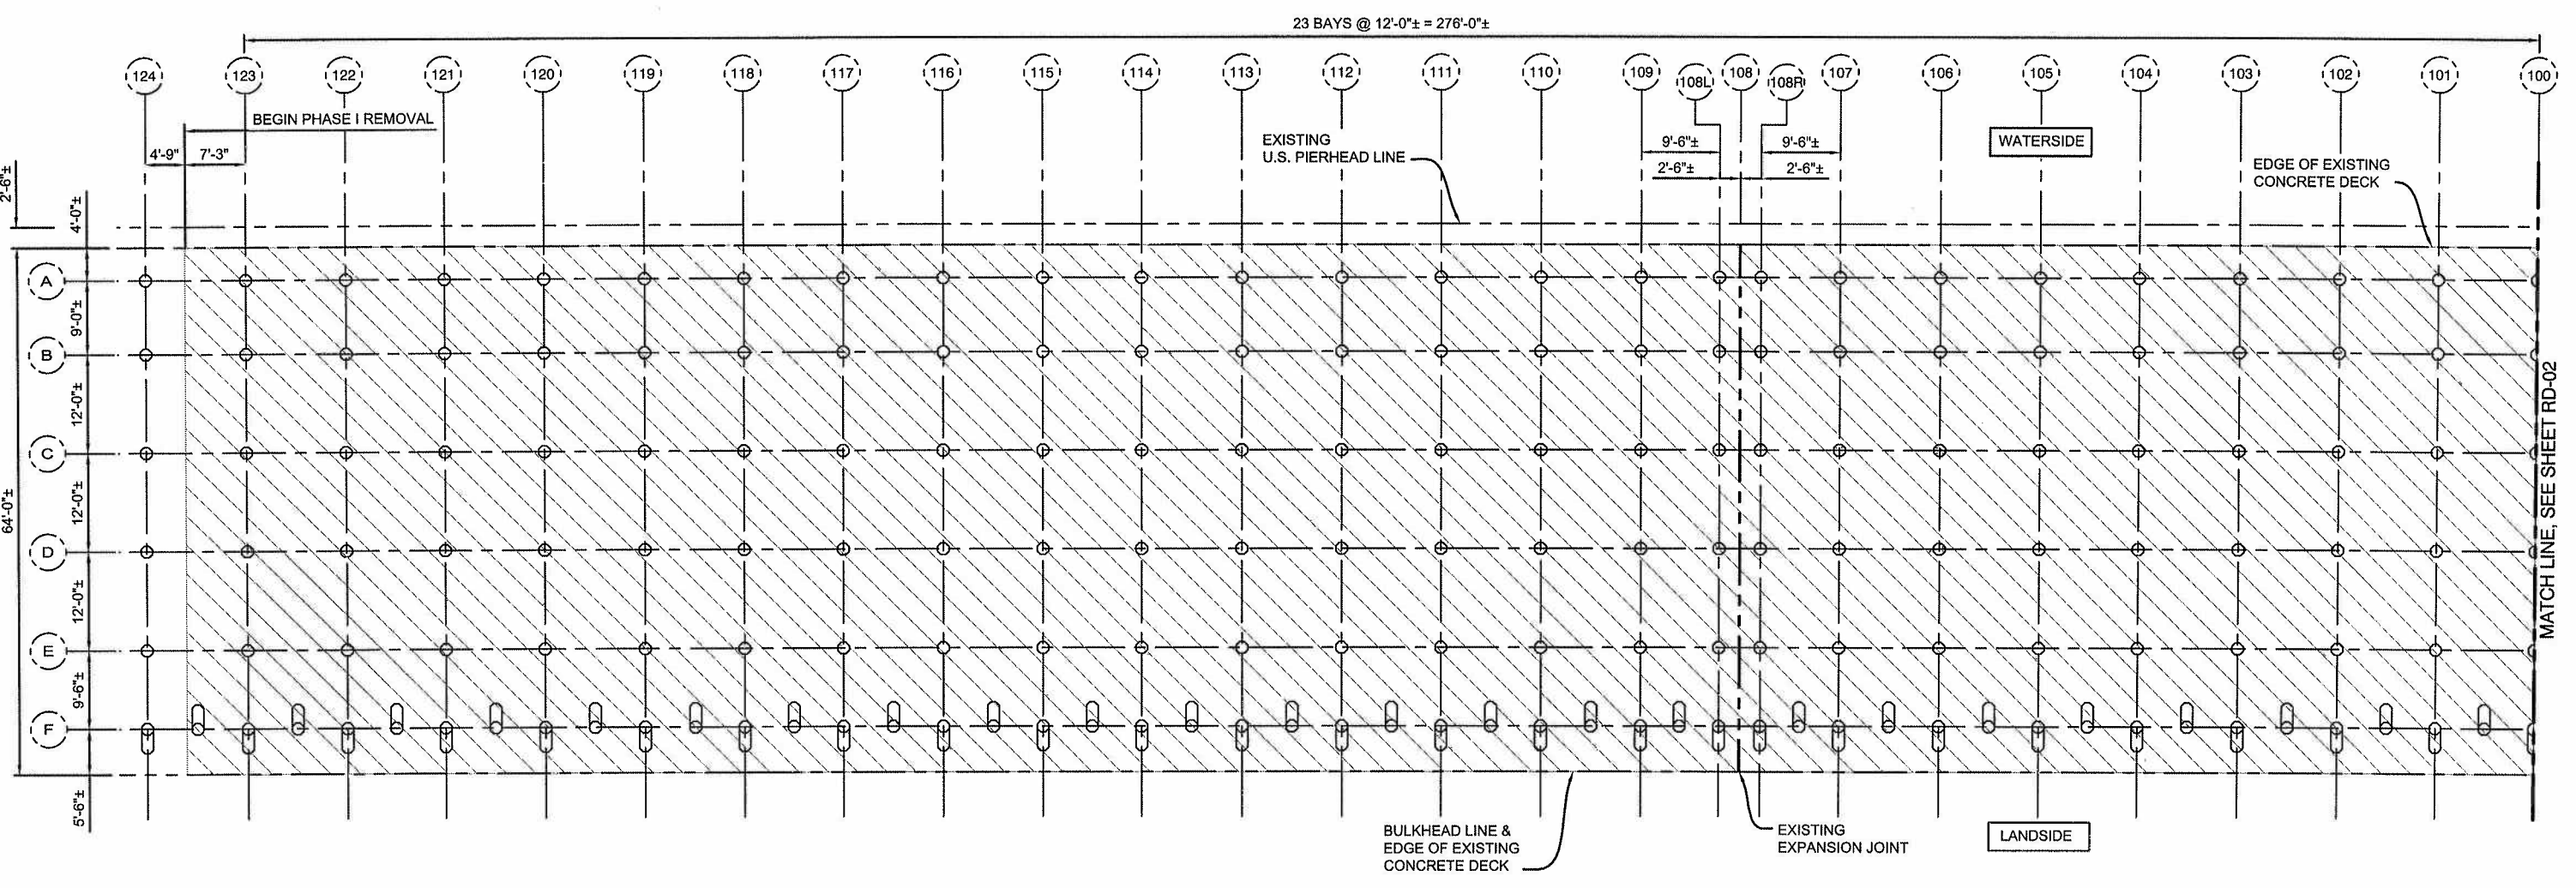 23 BAYS @ 12'-0"± = 276'-0"±
124
123
122
121
120
119
118
117
116
115
114
113
112
111
110
109
108L
108
108R
107
106
105
104
103
102
101
100
BEGIN PHASE I REMOVAL
4'-9"
7'-3"
EXISTING
U.S. PIERHEAD LINE
9'-6"±
9'-6"±
2'-6"±
2'-6"±
WATERSIDE
EDGE OF EXISTING
CONCRETE DECK
2'-6"±
4'-0"±
A
9'-0"±
B
12'-0"±
C
12'-0"±
64'-0"±
D
12'-0"±
E
9'-6"±
F
5'-6"±
MATCH LINE, SEE SHEET RD-02
BULKHEAD LINE &
EDGE OF EXISTING
CONCRETE DECK
EXISTING
EXPANSION JOINT
LANDSIDE